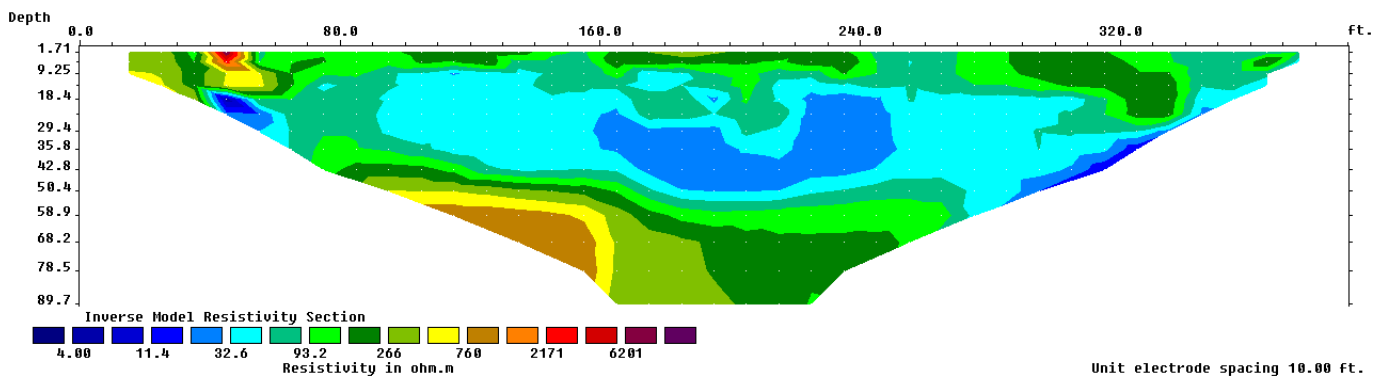 Depth
0.0 80.0 160.0 240.0 320.0 ft.
1.71
9.25
18.4
29.4
35.8
42.8
50.4
58.9
68.2
78.5
89.7
Inverse Model Resistivity Section
4.00 11.4 32.6 93.2 266 760 2171 6201
Resistivity in ohm.m
Unit electrode spacing 10.00 ft.